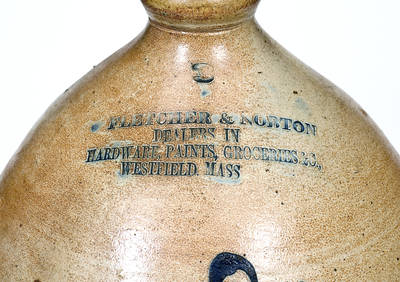 3
FLETCHER & NORTON
DEALERS IN
HARDWARE, PAINTS, GROCERIES &C.,
WESTFIELD. MASS